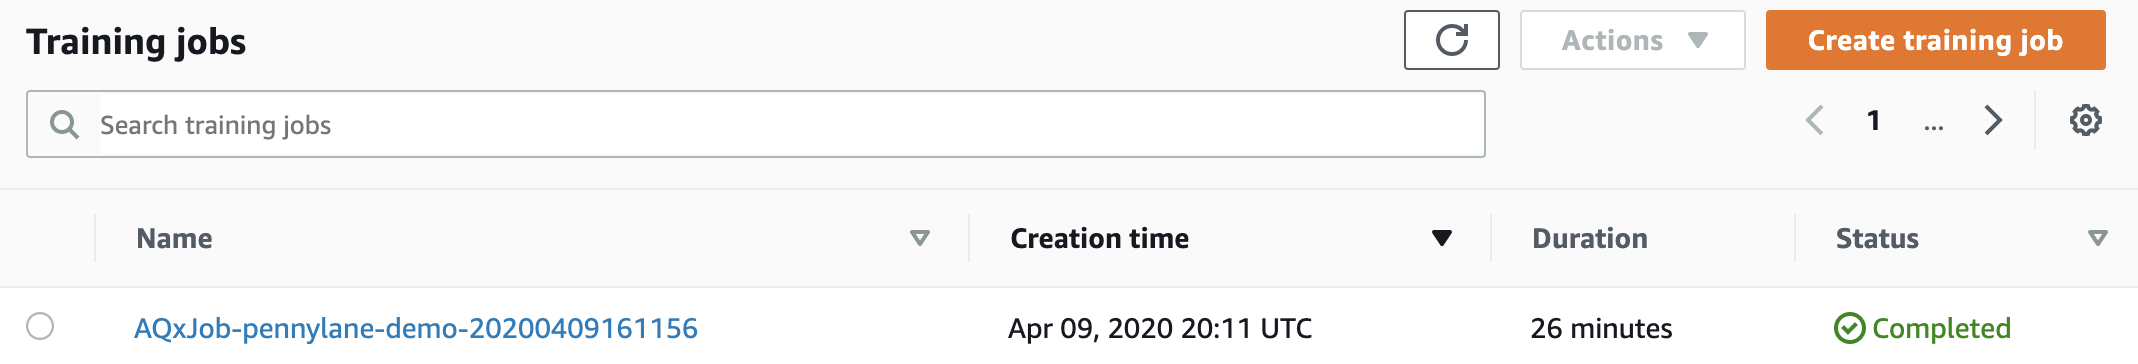 Training jobs
Actions
Create training job
Search training jobs
1 ...
Name Creation time Duration Status
AQxJob-pennylane-demo-20200409161156 Apr 09, 2020 20:11 UTC 26 minutes Completed